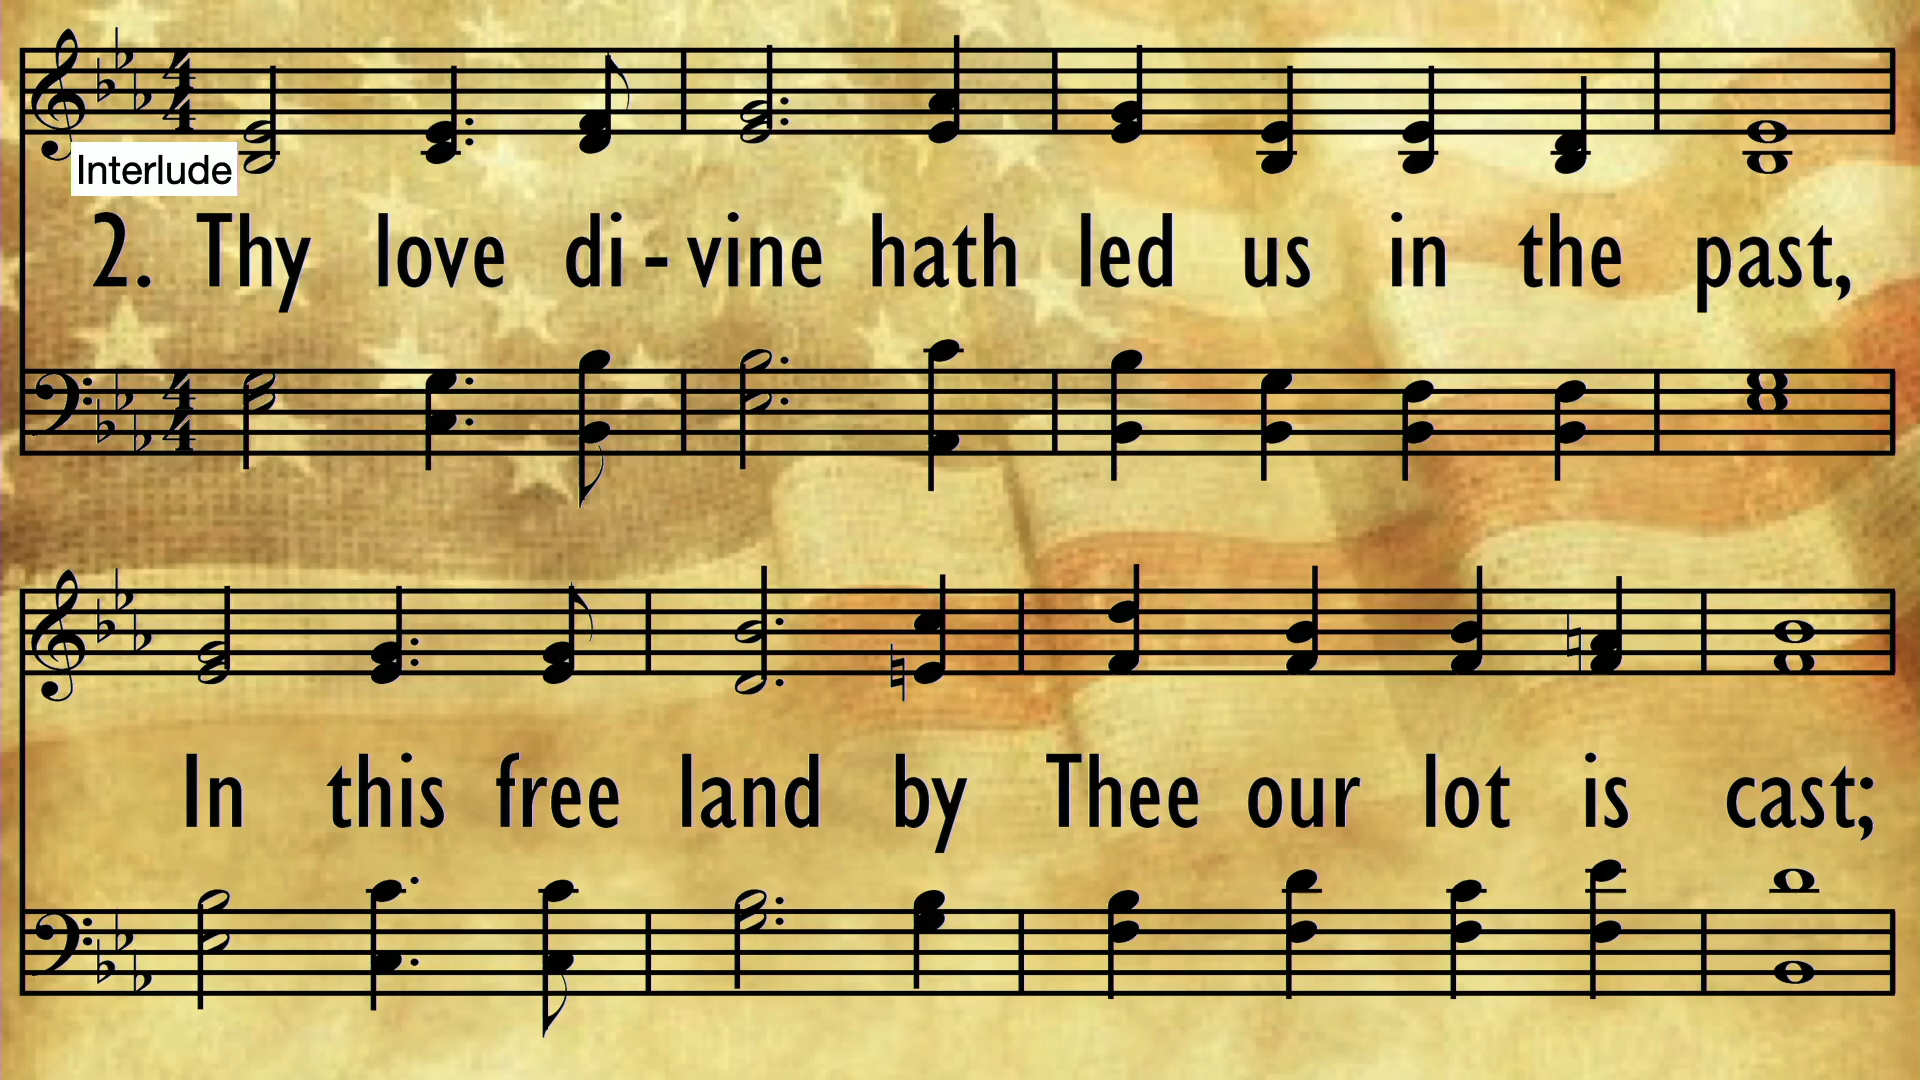 Interlude
2. Thy love di - vine hath led us in the past,
In this free land by Thee our lot is cast;